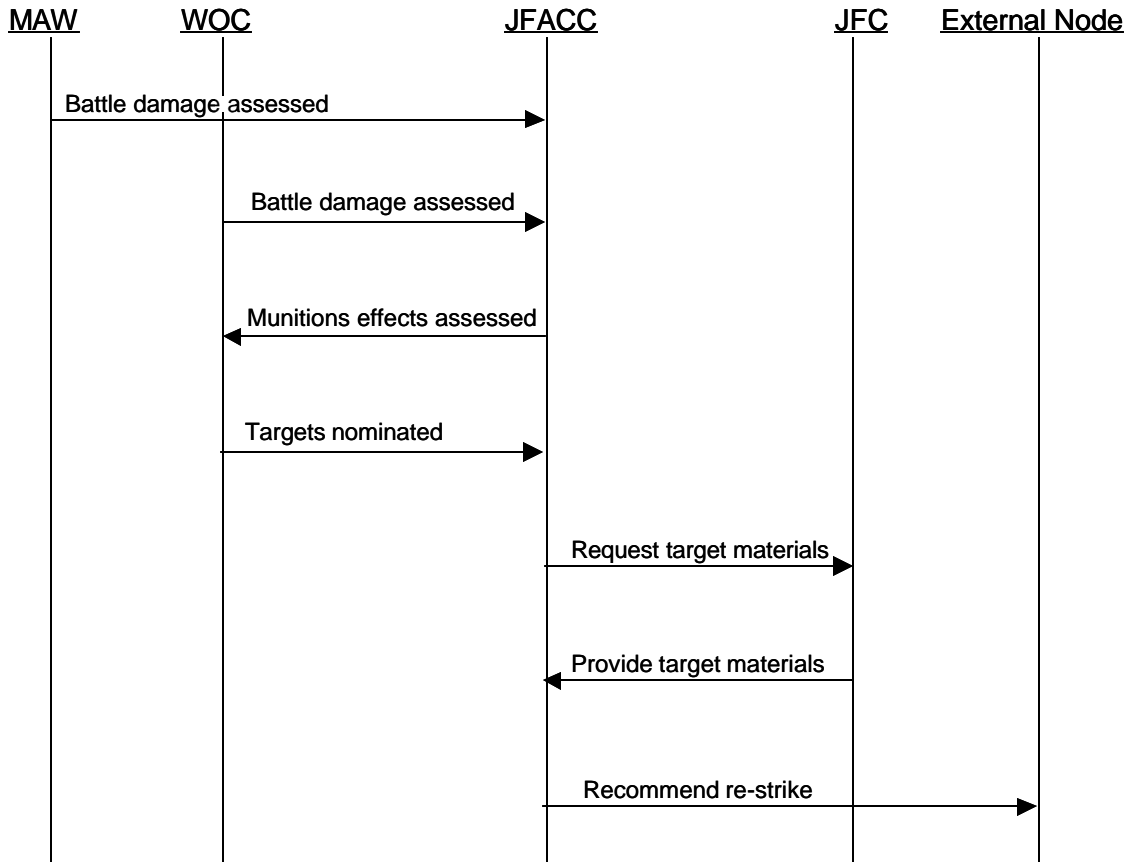 MAW WOC JFACC JFC External Node
Battle damage assessed
Battle damage assessed
Munitions effects assessed
Targets nominated
Request target materials
Provide target materials
Recommend re-strike